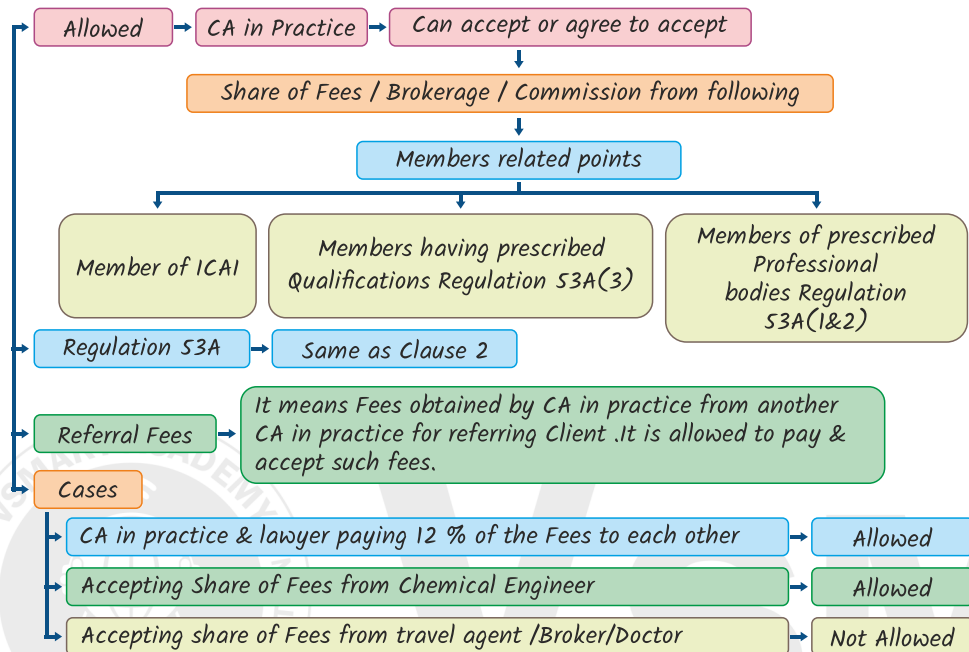 Allowed
CA in Practice
Can accept or agree to accept
Share of Fees / Brokerage / Commission from following
Members related points
Member of ICAI
Members having prescribed
Qualifications Regulation 53A(3)
Members of prescribed
Professional
bodies Regulation
53A(1&2)
Regulation 53A
Same as Clause 2
Referral Fees
It means Fees obtained by CA in practice from another
CA in practice for referring Client .It is allowed to pay &
accept such fees.
Cases
CA in practice & lawyer paying 12 % of the Fees to each other
Allowed
Accepting Share of Fees from Chemical Engineer
Allowed
Accepting share of Fees from travel agent /Broker/Doctor
Not Allowed